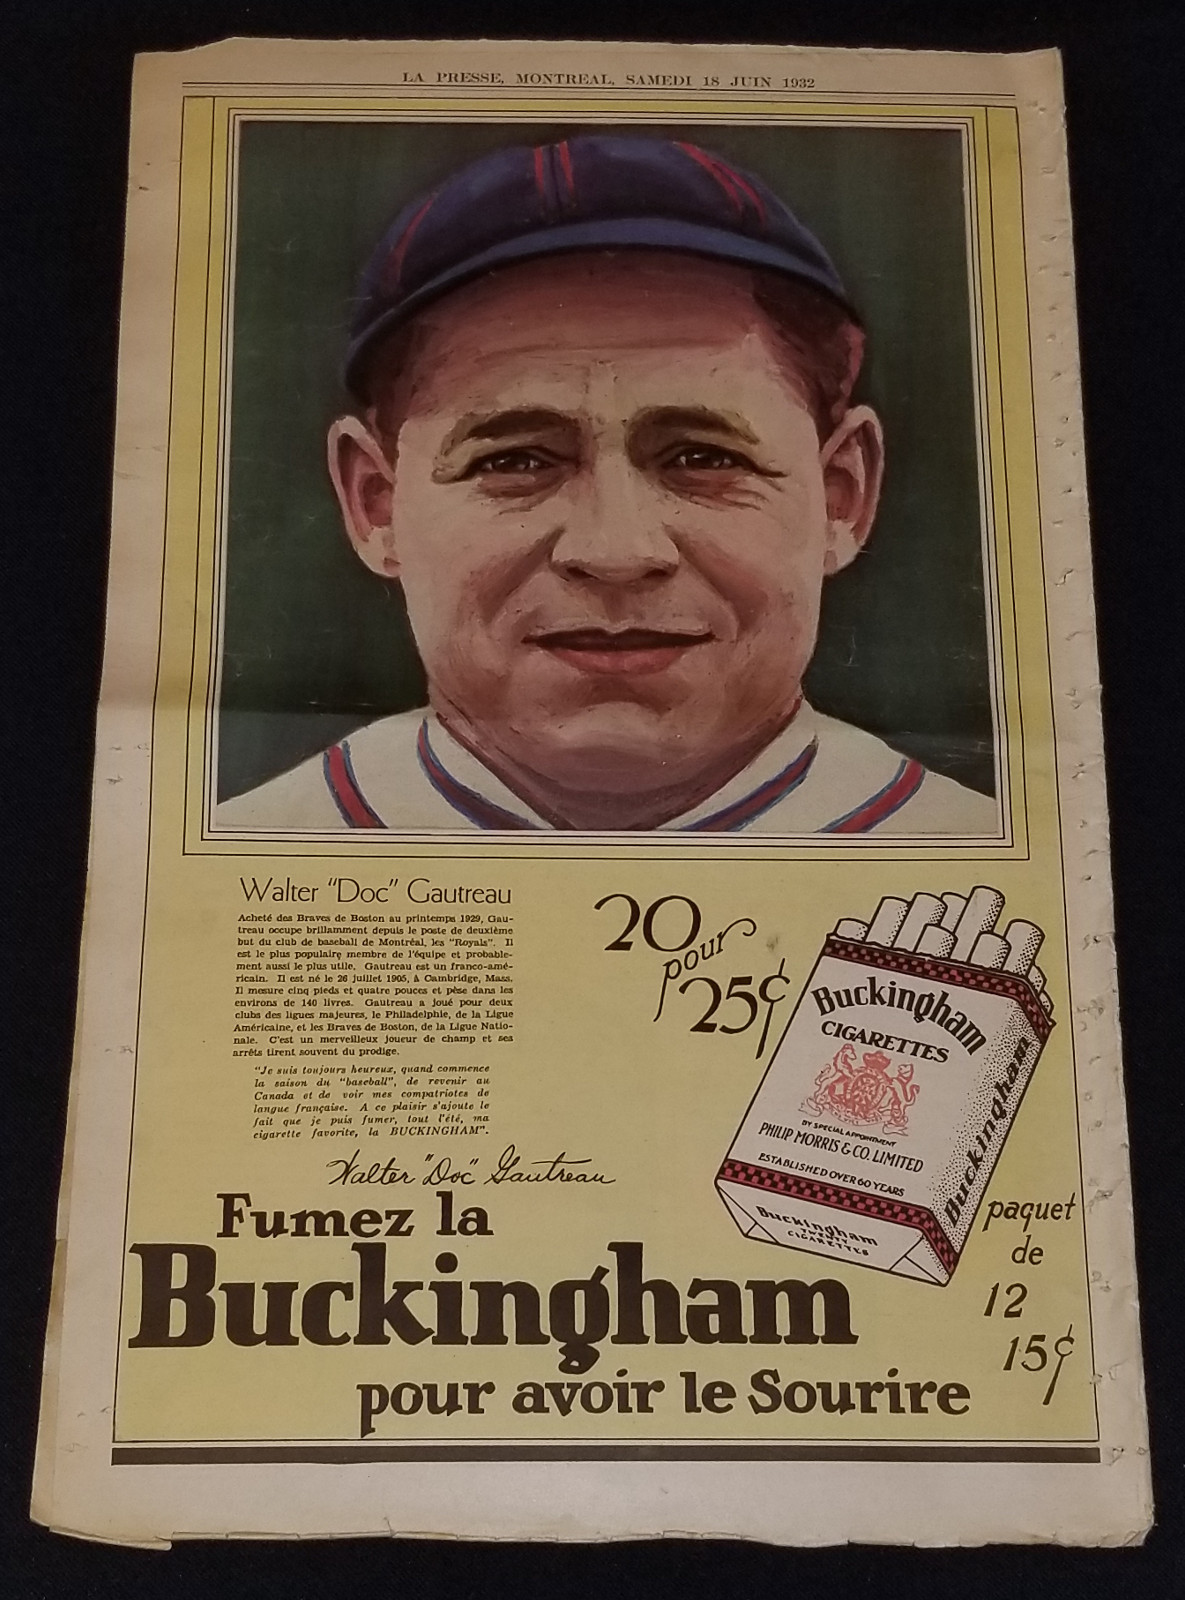 LA PRESSE, MONTREAL, SAMEDI 18 JUIN 1932
Walter "Doc" Gautreau
Acheté des Braves de Boston au printemps 1929, Gau-
treau occupe brillamment depuis le poste de deuxième
but du club de baseball de Montréal, les "Royals". Il
est le plus populaire membre de l'équipe et probable-
ment aussi le plus utile. Gautreau est un franco-amé-
ricain. Il est né le 26 juillet 1905, à Cambridge, Mass.
Il mesure cinq pieds et quatre pouces et pèse dans les
environs de 140 livres. Gautreau a joué pour deux
clubs des ligues majeures, le Philadelphie, de la Ligue
Américaine, et les Braves de Boston, de la Ligue Natio-
nale. C'est un merveilleux joueur de champ et ses
arrêts tirent souvent du prodige.
"Je suis toujours heureux, quand commence
la saison du "baseball", de revenir au
Canada et de voir mes compatriotes de
langue française. A ce plaisir s'ajoute le
fait que je puis fumer, tout l'été, ma
cigarette favorite, la BUCKINGHAM".
Walter "Doc" Gautreau
20
pour
25¢
Buckingham
CIGARETTES
BY SPECIAL APPOINTMENT
PHILIP MORRIS & CO. LIMITED
ESTABLISHED OVER 60 YEARS
Buckingham
Buckingham
TWENTY
CIGARETTES
paquet
de
12
15¢
Fumez la
Buckingham
pour avoir le Sourire